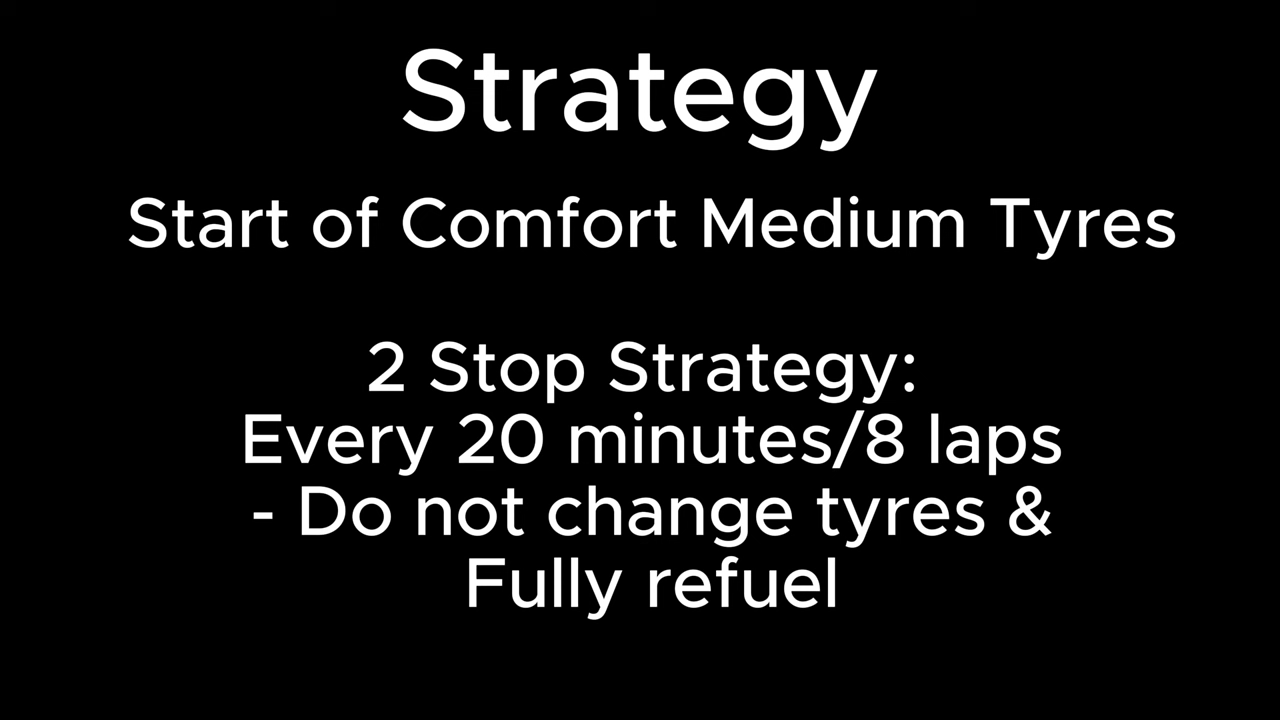 Strategy
Start of Comfort Medium Tyres
2 Stop Strategy:
Every 20 minutes/8 laps
- Do not change tyres &
Fully refuel